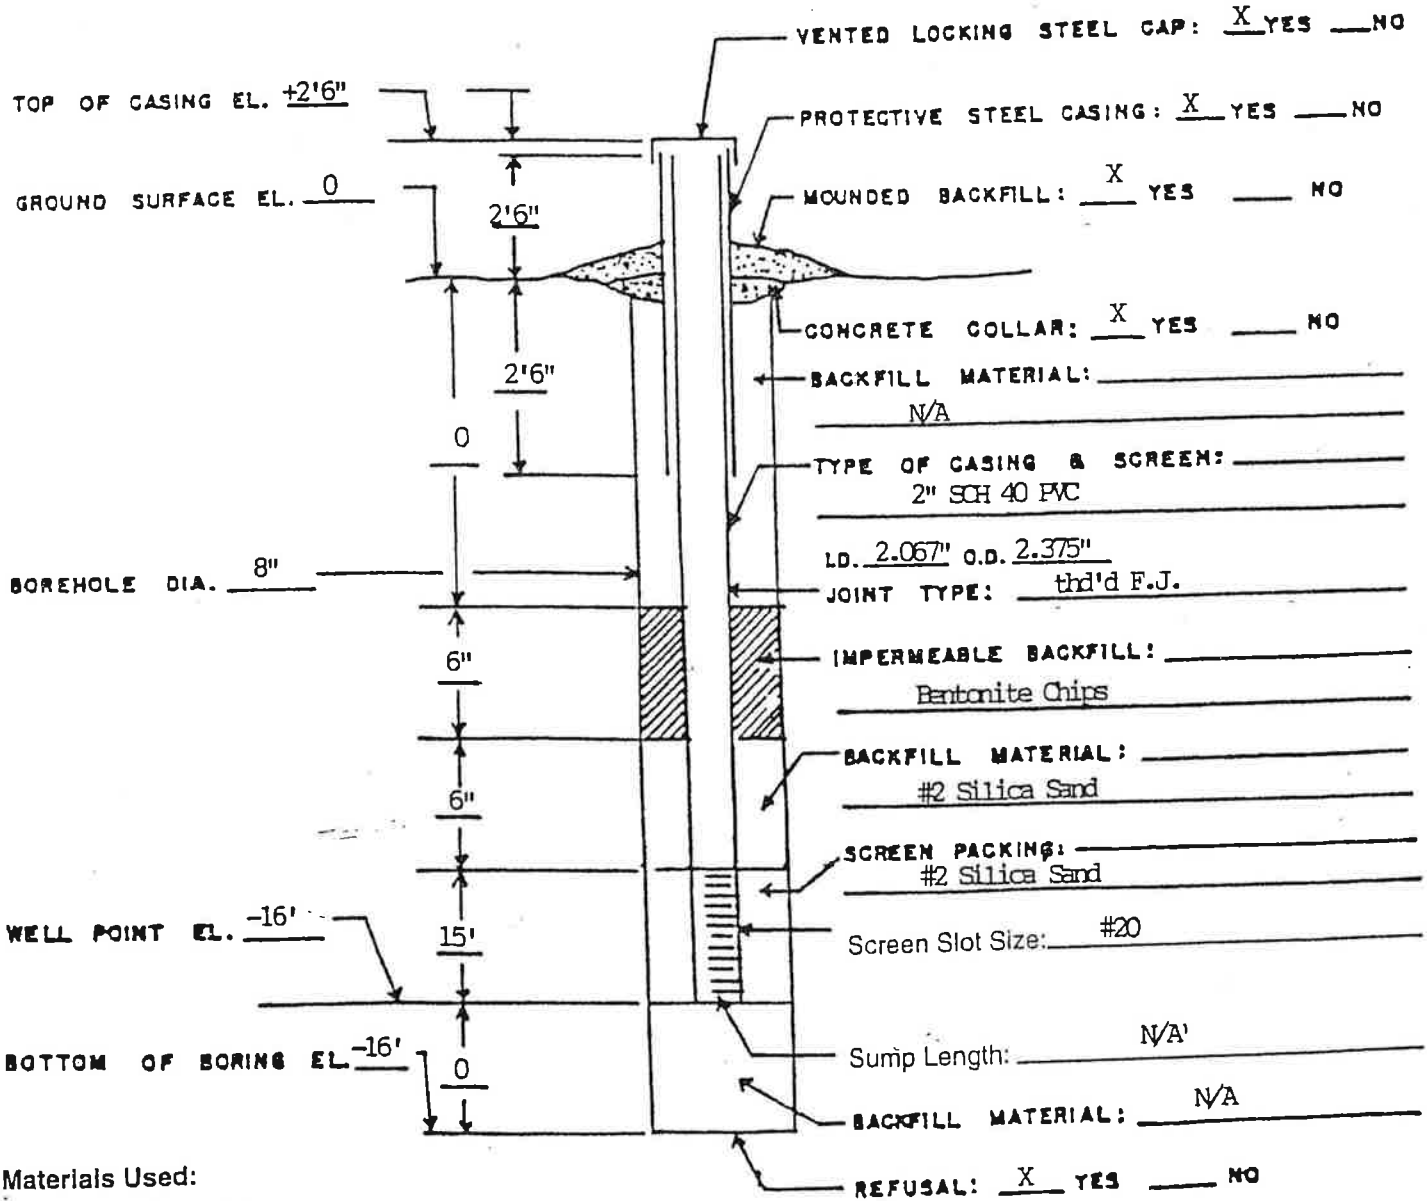 VENTED LOCKING STEEL CAP: X YES NO
TOP OF CASING EL. +2'6"
PROTECTIVE STEEL CASING: X YES NO
GROUND SURFACE EL. 0
MOUNDED BACKFILL: X YES NO
2'6"
CONCRETE COLLAR: X YES NO
2'6"
BACKFILL MATERIAL:
N/A
0
TYPE OF CASING & SCREEN:
2" SCH 40 PVC
I.D. 2.067" O.D. 2.375"
BOREHOLE DIA. 8"
JOINT TYPE: thd'd F.J.
6"
IMPERMEABLE BACKFILL:
Bentonite Chips
BACKFILL MATERIAL:
#2 Silica Sand
6"
SCREEN PACKING:
#2 Silica Sand
WELL POINT EL. -16'
15'
Screen Slot Size: #20
BOTTOM OF BORING EL. -16'
0
Sump Length: N/A'
BACKFILL MATERIAL: N/A
Materials Used:
REFUSAL: X YES NO